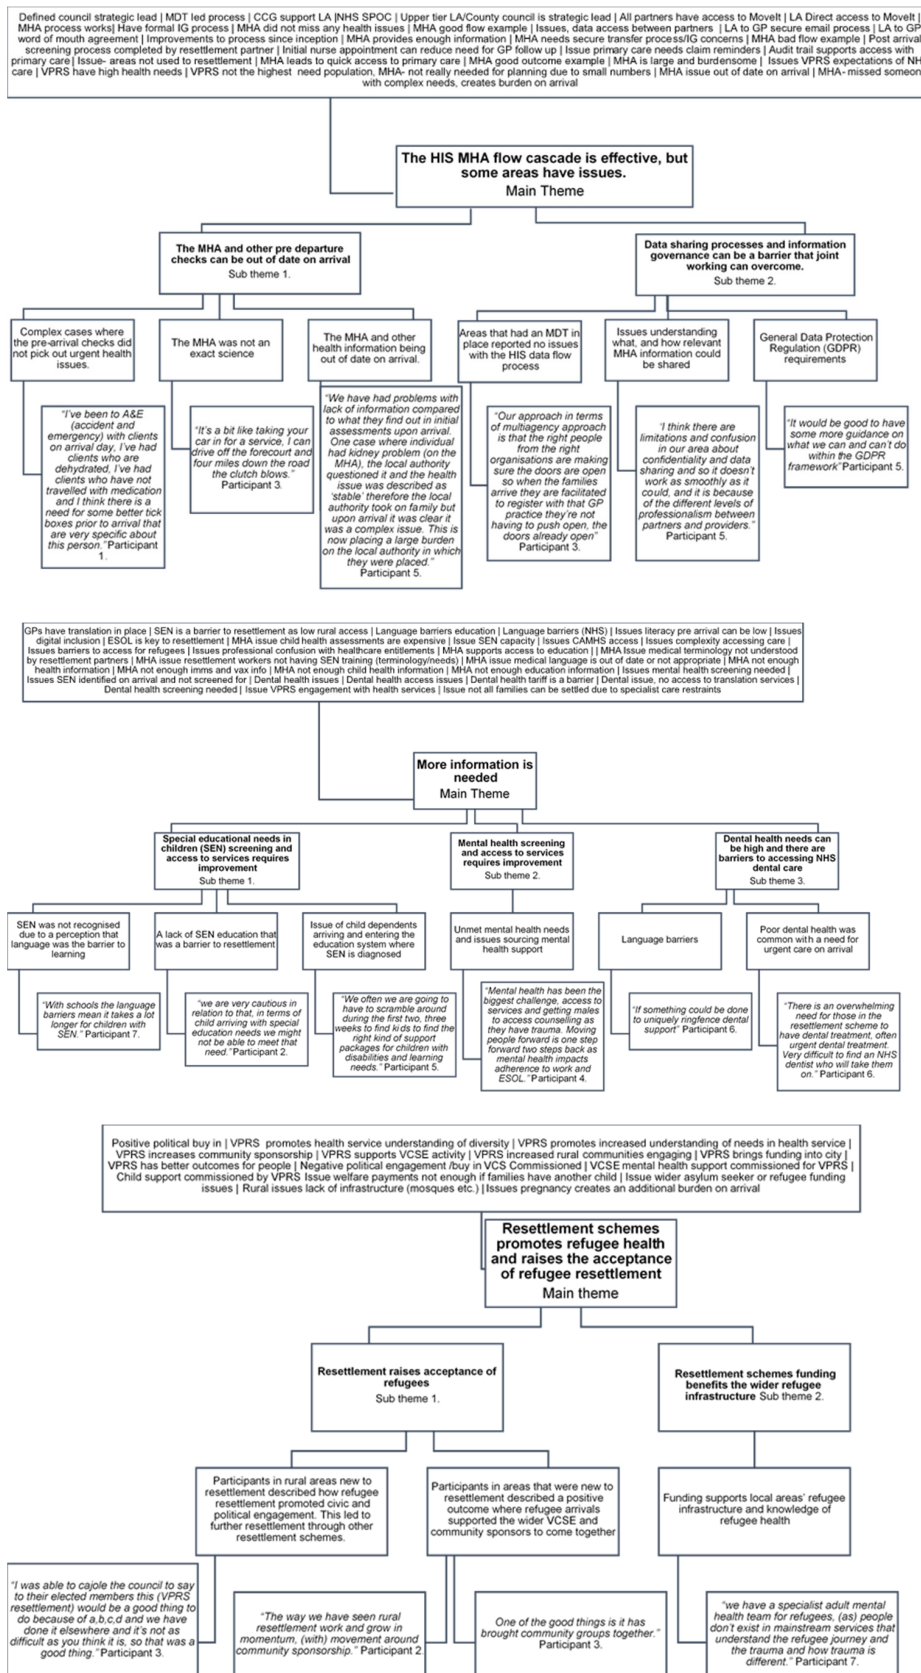 Defined council strategic lead | MDT led process | CCG support LA |NHS SPOC | Upper tier LA/County council is strategic lead | All partners have access to MoveIt | LA Direct access to MoveIt |
MHA process works| Have formal IG process | MHA did not miss any health issues | MHA good flow example | Issues, data access between partners | LA to GP secure email process | LA to GP
word of mouth agreement | Improvements to process since inception | MHA provides enough information | MHA needs secure transfer process/IG concerns | MHA bad flow example | Post arrival
screening process completed by resettlement partner | Initial nurse appointment can reduce need for GP follow up | Issue primary care needs claim reminders | Audit trail supports access with
primary care | Issue- areas not used to resettlement | MHA leads to quick access to primary care | MHA good outcome example | MHA is large and burdensome | Issues VPRS expectations of NH
care | VPRS have high health needs | VPRS not the highest need population, MHA- not really needed for planning due to small numbers | MHA issue out of date on arrival | MHA- missed someon
with complex needs, creates burden on arrival
The HIS MHA flow cascade is effective, but
some areas have issues.
Main Theme
The MHA and other pre departure
checks can be out of date on arrival
Sub theme 1.
Data sharing processes and information
governance can be a barrier that joint
working can overcome.
Sub theme 2.
Complex cases where
the pre-arrival checks did
not pick out urgent health
issues.
The MHA was not an
exact science
The MHA and other
health information being
out of date on arrival.
Areas that had an MDT in
place reported no issues
with the HIS data flow
process
Issues understanding
what, and how relevant
MHA information could
be shared
General Data Protection
Regulation (GDPR)
requirements
"I've been to A&E
(accident and
emergency) with clients
on arrival day, I've had
clients who are
dehydrated, I've had
clients who have not
travelled with medication
and I think there is a
need for some better tick
boxes prior to arrival that
are very specific about
this person." Participant
1.
"It's a bit like taking your
car in for a service, I can
drive off the forecourt and
four miles down the road
the clutch blows."
Participant 3.
"We have had problems with
lack of information compared
to what they find out in initial
assessments upon arrival.
One case where individual
had kidney problem (on the
MHA), the local authority
questioned it and the health
issue was described as
'stable' therefore the local
authority took on family but
upon arrival it was clear it
was a complex issue. This is
now placing a large burden
on the local authority in which
they were placed."
Participant 5.
"Our approach in terms
of multiagency approach
is that the right people
from the right
organisations are making
sure the doors are open
so when the families
arrive they are facilitated
to register with that GP
practice they're not
having to push open, the
doors already open"
Participant 3.
'I think there are
limitations and confusion
in our area about
confidentiality and data
sharing and so it doesn't
work as smoothly as it
could, and it is because
of the different levels of
professionalism between
partners and providers."
Participant 5.
"It would be good to have
some more guidance on
what we can and can't do
within the GDPR
framework"Participant 5.
GPs have translation in place | SEN is a barrier to resettlement as low rural access | Language barriers education | Language barriers (NHS) | Issues literacy pre arrival can be low | Issues
digital inclusion | ESOL is key to resettlement | MHA issue child health assessments are expensive | Issue SEN capacity | Issues CAMHS access | Issues complexity accessing care |
Issues barriers to access for refugees | Issues professional confusion with healthcare entitlements | MHA supports access to education | | MHA Issue medical terminology not understood
by resettlement partners | MHA issue resettlement workers not having SEN training (terminology/needs) | MHA issue medical language is out of date or not appropriate | MHA not enough
health information | MHA not enough imms and vax info | MHA not enough child health information | MHA not enough education information | Issues mental health screening needed |
Issues SEN identified on arrival and not screened for | Dental health issues | Dental health access issues | Dental health tariff is a barrier | Dental issue, no access to translation services |
Dental health screening needed | Issue VPRS engagement with health services | Issue not all families can be settled due to specialist care restraints
More information is
needed
Main Theme
Special educational needs in
children (SEN) screening and
access to services requires
improvement
Sub theme 1.
Mental health screening
and access to services
requires improvement
Sub theme 2.
Dental health needs can
be high and there are
barriers to accessing NHS
dental care
Sub theme 3.
SEN was not recognised
due to a perception that
language was the barrier to
learning
A lack of SEN education that
was a barrier to resettlement
Issue of child dependents
arriving and entering the
education system where
SEN is diagnosed
Unmet mental health needs
and issues sourcing mental
health support
Language barriers
Poor dental health was
common with a need for
urgent care on arrival
"With schools the language
barriers mean it takes a lot
longer for children with
SEN." Participant 7.
"we are very cautious in
relation to that, in terms of
child arriving with special
education needs we might
not be able to meet that
need." Participant 2.
"We often we are going to
have to scramble around
during the first two, three
weeks to find kids to find the
right kind of support
packages for children with
disabilities and learning
needs." Participant 5.
"Mental health has been the
biggest challenge, access to
services and getting males
to access counselling as
they have trauma. Moving
people forward is one step
forward two steps back as
mental health impacts
adherence to work and
ESOL."Participant 4.
"If something could be done
to uniquely ringfence dental
support" Participant 6.
"There is an overwhelming
need for those in the
resettlement scheme to
have dental treatment, often
urgent dental treatment.
Very difficult to find an NHS
dentist who will take them
on." Participant 6.
Positive political buy in | VPRS promotes health service understanding of diversity | VPRS promotes increased understanding of needs in health service |
VPRS increases community sponsorship | VPRS supports VCSE activity | VPRS increased rural communities engaging | VPRS brings funding into city |
VPRS has better outcomes for people | Negative political engagement /buy in VCS Commissioned | VCSE mental health support commissioned for VPRS |
Child support commissioned by VPRS Issue welfare payments not enough if families have another child | Issue wider asylum seeker or refugee funding
issues | Rural issues lack of infrastructure (mosques etc.) | Issues pregnancy creates an additional burden on arrival
Resettlement schemes
promotes refugee health
and raises the acceptance
of refugee resettlement
Main theme
Resettlement raises acceptance of
refugees
Sub theme 1.
Resettlement schemes funding
benefits the wider refugee
infrastructure Sub theme 2.
Participants in rural areas new to
resettlement described how refugee
resettlement promoted civic and
political engagement. This led to
further resettlement through other
resettlement schemes.
Participants in areas that were new to
resettlement described a positive
outcome where refugee arrivals
supported the wider VCSE and
community sponsors to come together
Funding supports local areas' refugee
infrastructure and knowledge of
refugee health
"I was able to cajole the council to say
to their elected members this (VPRS
resettlement) would be a good thing to
do because of a,b,c,d and we have
done it elsewhere and it's not as
difficult as you think it is, so that was a
good thing." Participant 3.
"The way we have seen rural
resettlement work and grow in
momentum, (with) movement around
community sponsorship." Participant 2
One of the good things is it has
brought community groups together."
Participant 3.
"we have a specialist adult mental
health team for refugees, (as) people
don't exist in mainstream services that
understand the refugee journey and
the trauma and how trauma is
different." Participant 7.